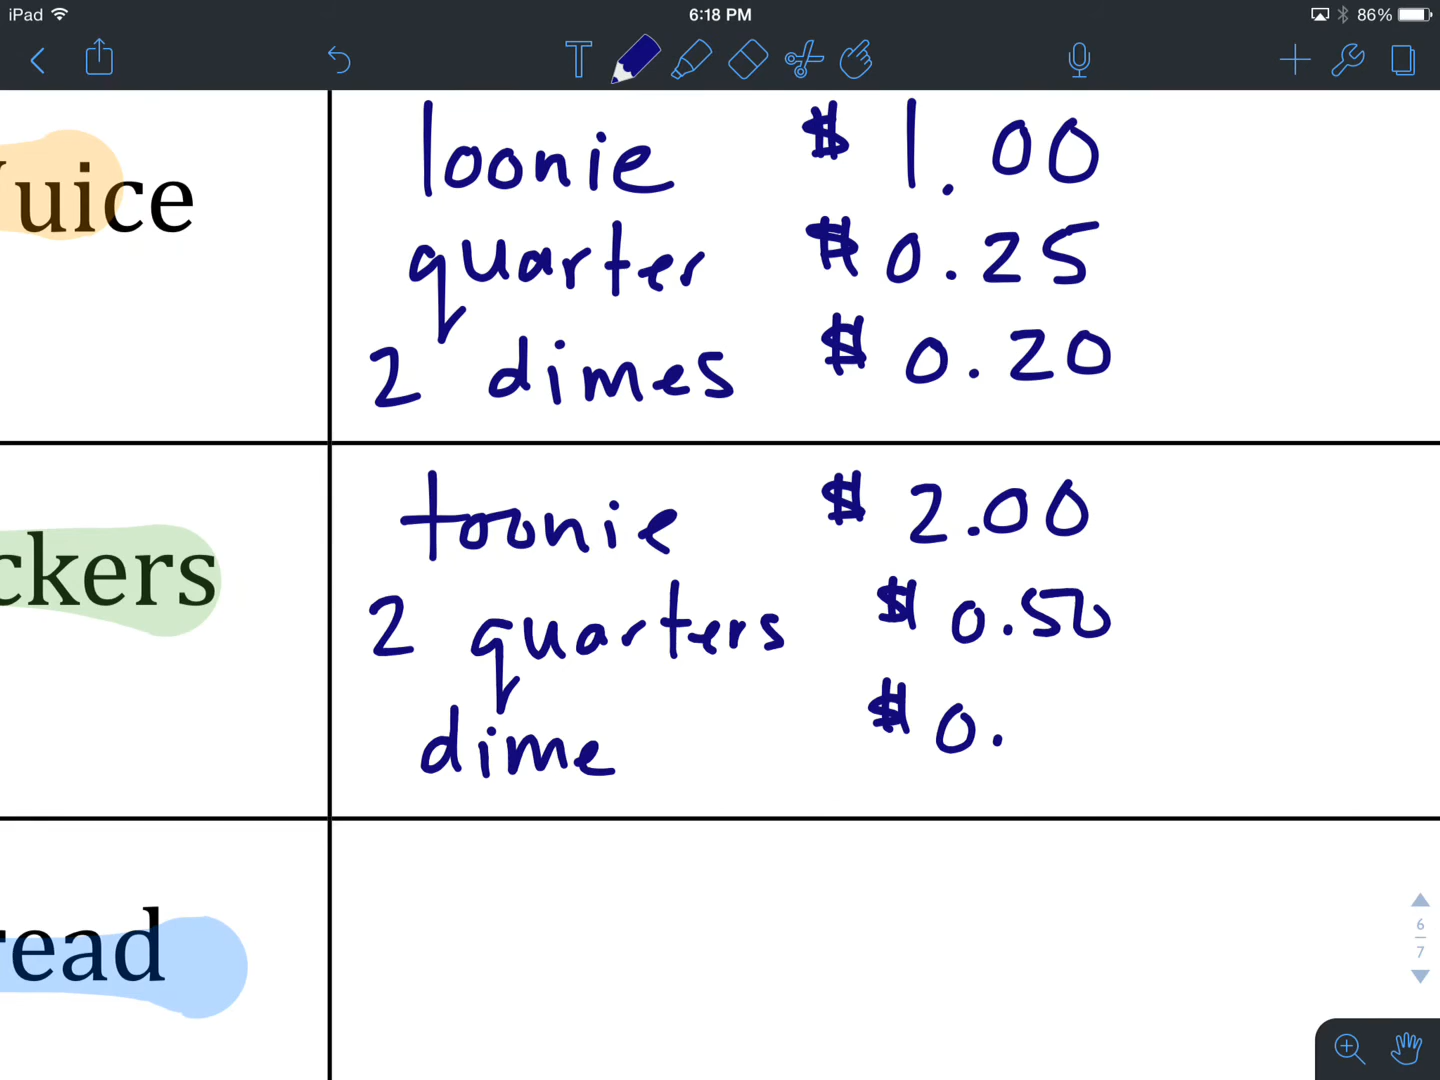 iPad 6:18 PM 86%
T
uice
loonie $ 1.00
quarter $0.25
2 dimes $0.20
ckers
toonie $ 2.00
2 quarters $0.50
dime $0.
read
6
7